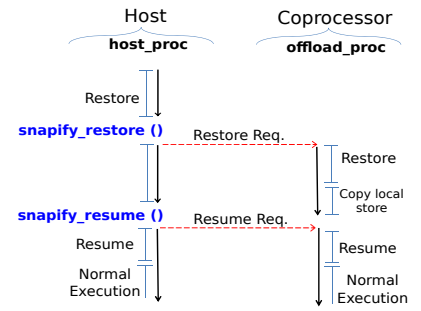 Host
Coprocessor
host_proc
offload_proc
Restore
snapify_restore ()
Restore Req.
Restore
Copy local
store
snapify_resume ()
Resume Req.
Resume
Resume
Normal
Execution
Normal
Execution